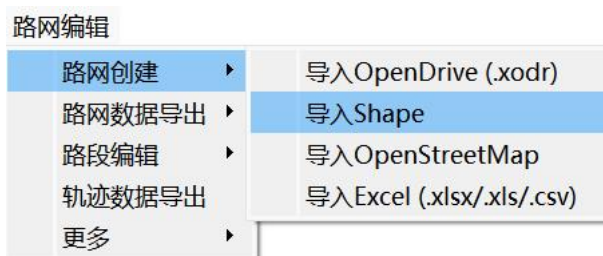 路网编辑
路网创建
路网数据导出
路段编辑
轨迹数据导出
更多
导入OpenDrive (.xodr)
导入Shape
导入OpenStreetMap
导入Excel (.xlsx/.xls/.csv)